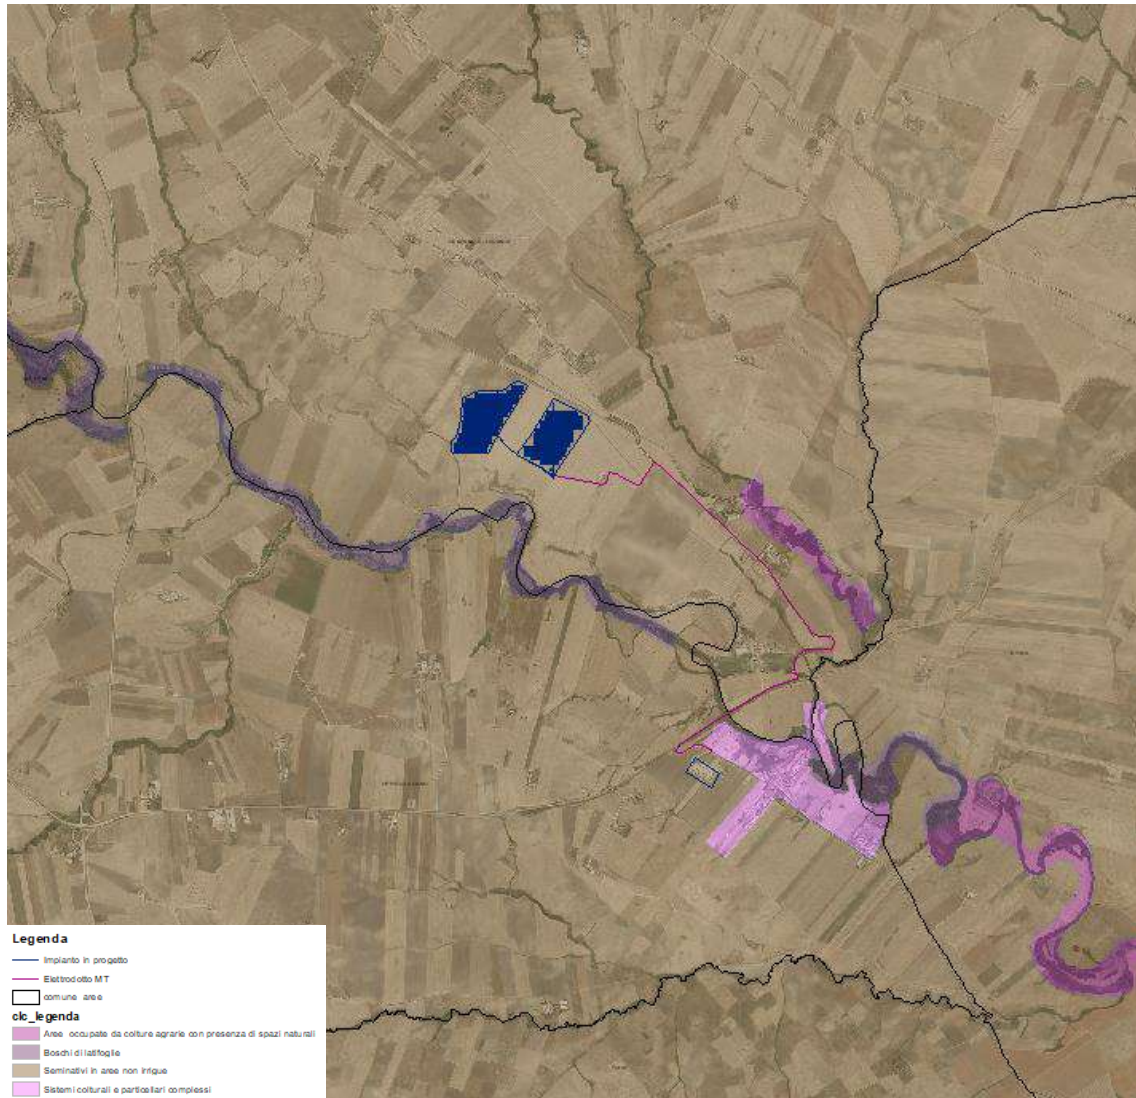 Legenda
Impianto in progetto
Elettrodotto MT
comune aree
clc_legenda
Aree occupate da colture agrarie con presenza di spazi naturali
Boschi di latifoglie
Seminativi in aree non irrigue
Sistemi colturali e particellari complessi